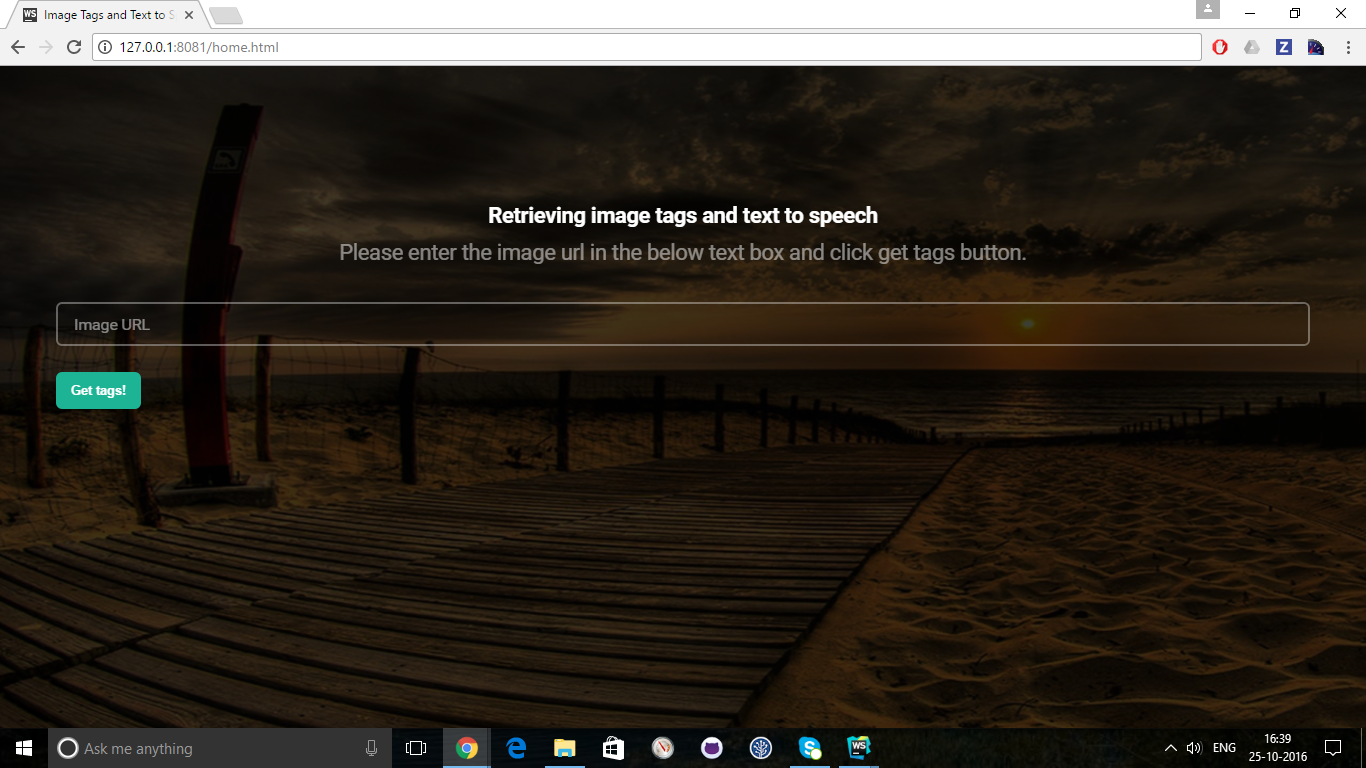 WS Image Tags and Text to S
127.0.0.1:8081/home.html
Z
Retrieving image tags and text to speech
Please enter the image url in the below text box and click get tags button.
Image URL
Get tags!
Ask me anything
WS
ENG
16:39
25-10-2016